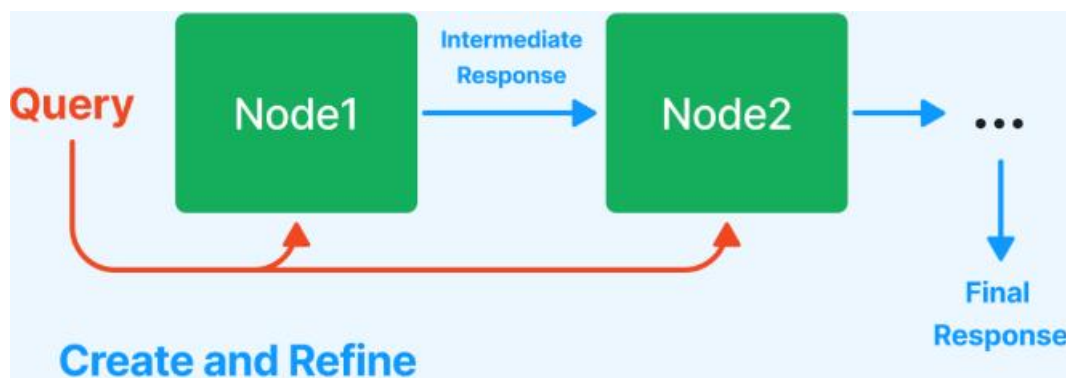 Query
Node1
Intermediate
Response
Node2
...
Final
Response
Create and Refine